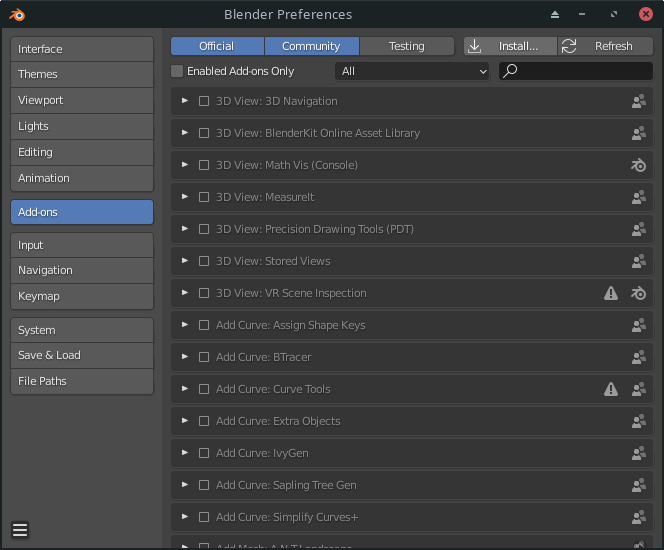 Blender Preferences
Interface
Themes
Viewport
Lights
Editing
Animation
Add-ons
Input
Navigation
Keymap
System
Save & Load
File Paths
Official Community Testing Install... Refresh
Enabled Add-ons Only All
3D View: 3D Navigation
3D View: BlenderKit Online Asset Library
3D View: Math Vis (Console)
3D View: MeasureIt
3D View: Precision Drawing Tools (PDT)
3D View: Stored Views
3D View: VR Scene Inspection
Add Curve: Assign Shape Keys
Add Curve: BTracer
Add Curve: Curve Tools
Add Curve: Extra Objects
Add Curve: IvyGen
Add Curve: Sapling Tree Gen
Add Curve: Simplify Curves+
Add Mesh: A.N.T.Landscape